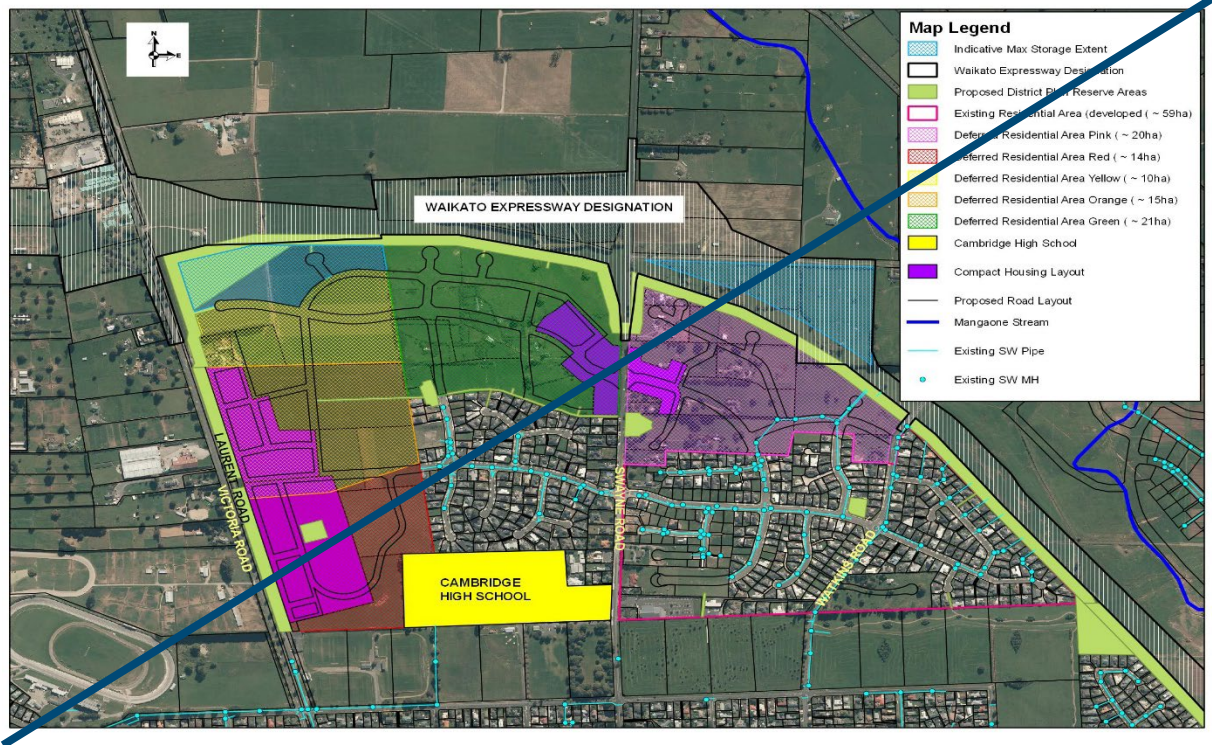 N
E
Map Legend
Indicative Max Storage Extent
Waikato Expressway Designation
Proposed District Plan Reserve Areas
Existing Residential Area (developed ( ~ 59ha)
Deferred Residential Area Pink ( ~ 20ha)
Deferred Residential Area Red ( ~ 14ha)
Deferred Residential Area Yellow ( ~ 10ha)
Deferred Residential Area Orange ( ~ 15ha)
Deferred Residential Area Green ( ~ 21ha)
Cambridge High School
Compact Housing Layout
Proposed Road Layout
Mangaone Stream
Existing SW Pipe
Existing SW MH
WAIKATO EXPRESSWAY DESIGNATION
LAURENT ROAD
VICTORIA ROAD
SWAYNE ROAD
WATKINS ROAD
CAMBRIDGE
HIGH SCHOOL